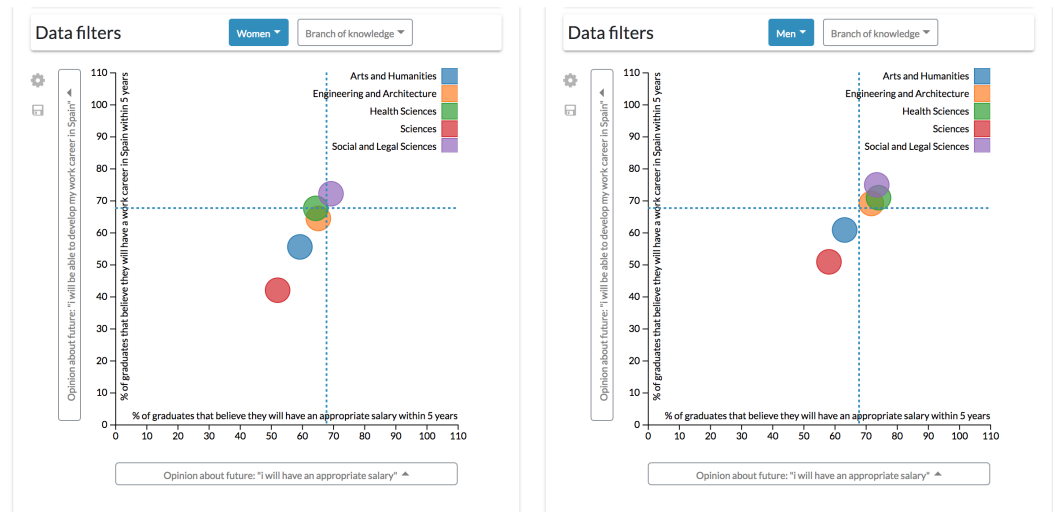 Data filters
Women
Branch of knowledge
Opinion about future: "i will be able to develop my work career in Spain"
% of graduates that believe they will have a work career in Spain within 5 years
110
100
90
80
70
60
50
40
30
20
10
0
Arts and Humanities
Engineering and Architecture
Health Sciences
Sciences
Social and Legal Sciences
% of graduates that believe they will have an appropriate salary within 5 years
0 10 20 30 40 50 60 70 80 90 100 110
Opinion about future: "i will have an appropriate salary"
Data filters
Men
Branch of knowledge
Opinion about future: "i will be able to develop my work career in Spain"
% of graduates that believe they will have a work career in Spain within 5 years
110
100
90
80
70
60
50
40
30
20
10
0
Arts and Humanities
Engineering and Architecture
Health Sciences
Sciences
Social and Legal Sciences
% of graduates that believe they will have an appropriate salary within 5 years
0 10 20 30 40 50 60 70 80 90 100 110
Opinion about future: "i will have an appropriate salary"